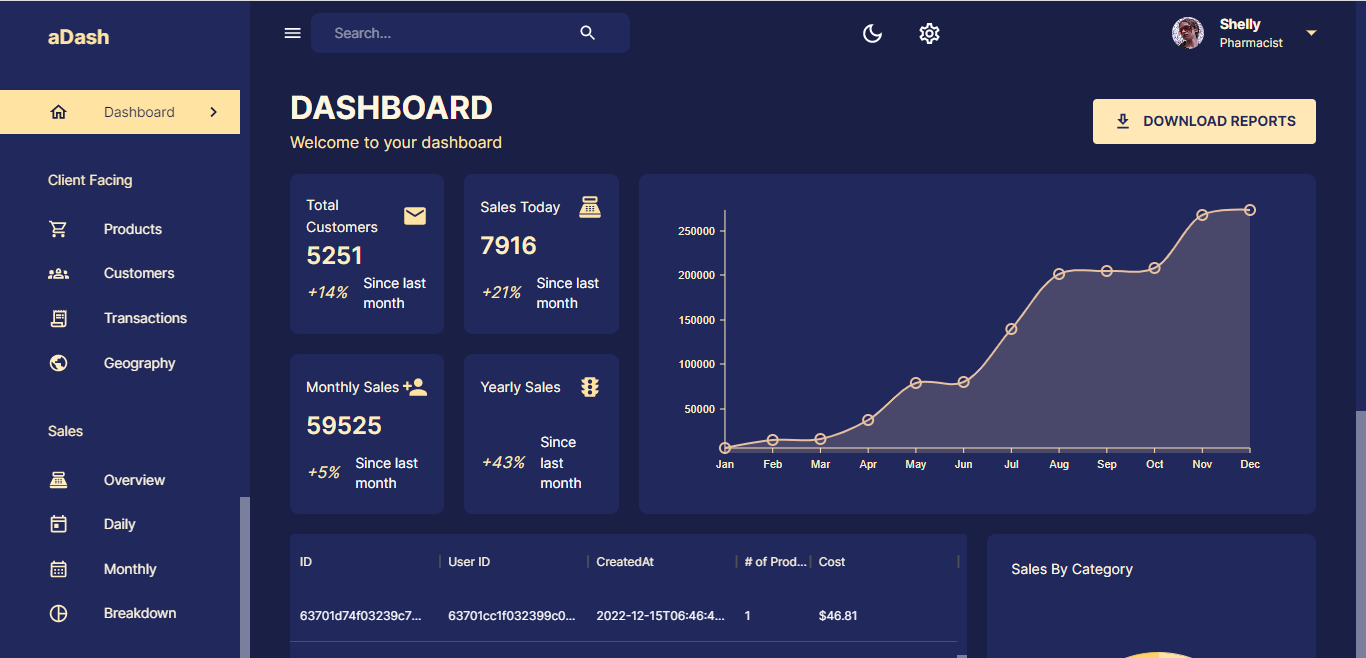 aDash
Search...
Shelly
Pharmacist
Dashboard
Client Facing
Products
Customers
Transactions
Geography
Sales
Overview
Daily
Monthly
Breakdown
DASHBOARD
Welcome to your dashboard
DOWNLOAD REPORTS
Total
Customers
5251
+14%
Since last
month
Sales Today
7916
+21%
Since last
month
Monthly Sales
59525
+5%
Since last
month
Yearly Sales
+43%
Since
last
month
250000
200000
150000
100000
50000
Jan Feb Mar Apr May Jun Jul Aug Sep Oct Nov Dec
ID User ID CreatedAt # of Prod... Cost
63701d74f03239c7... 63701cc1f032399c0... 2022-12-15T06:46:4... 1 $46.81
Sales By Category